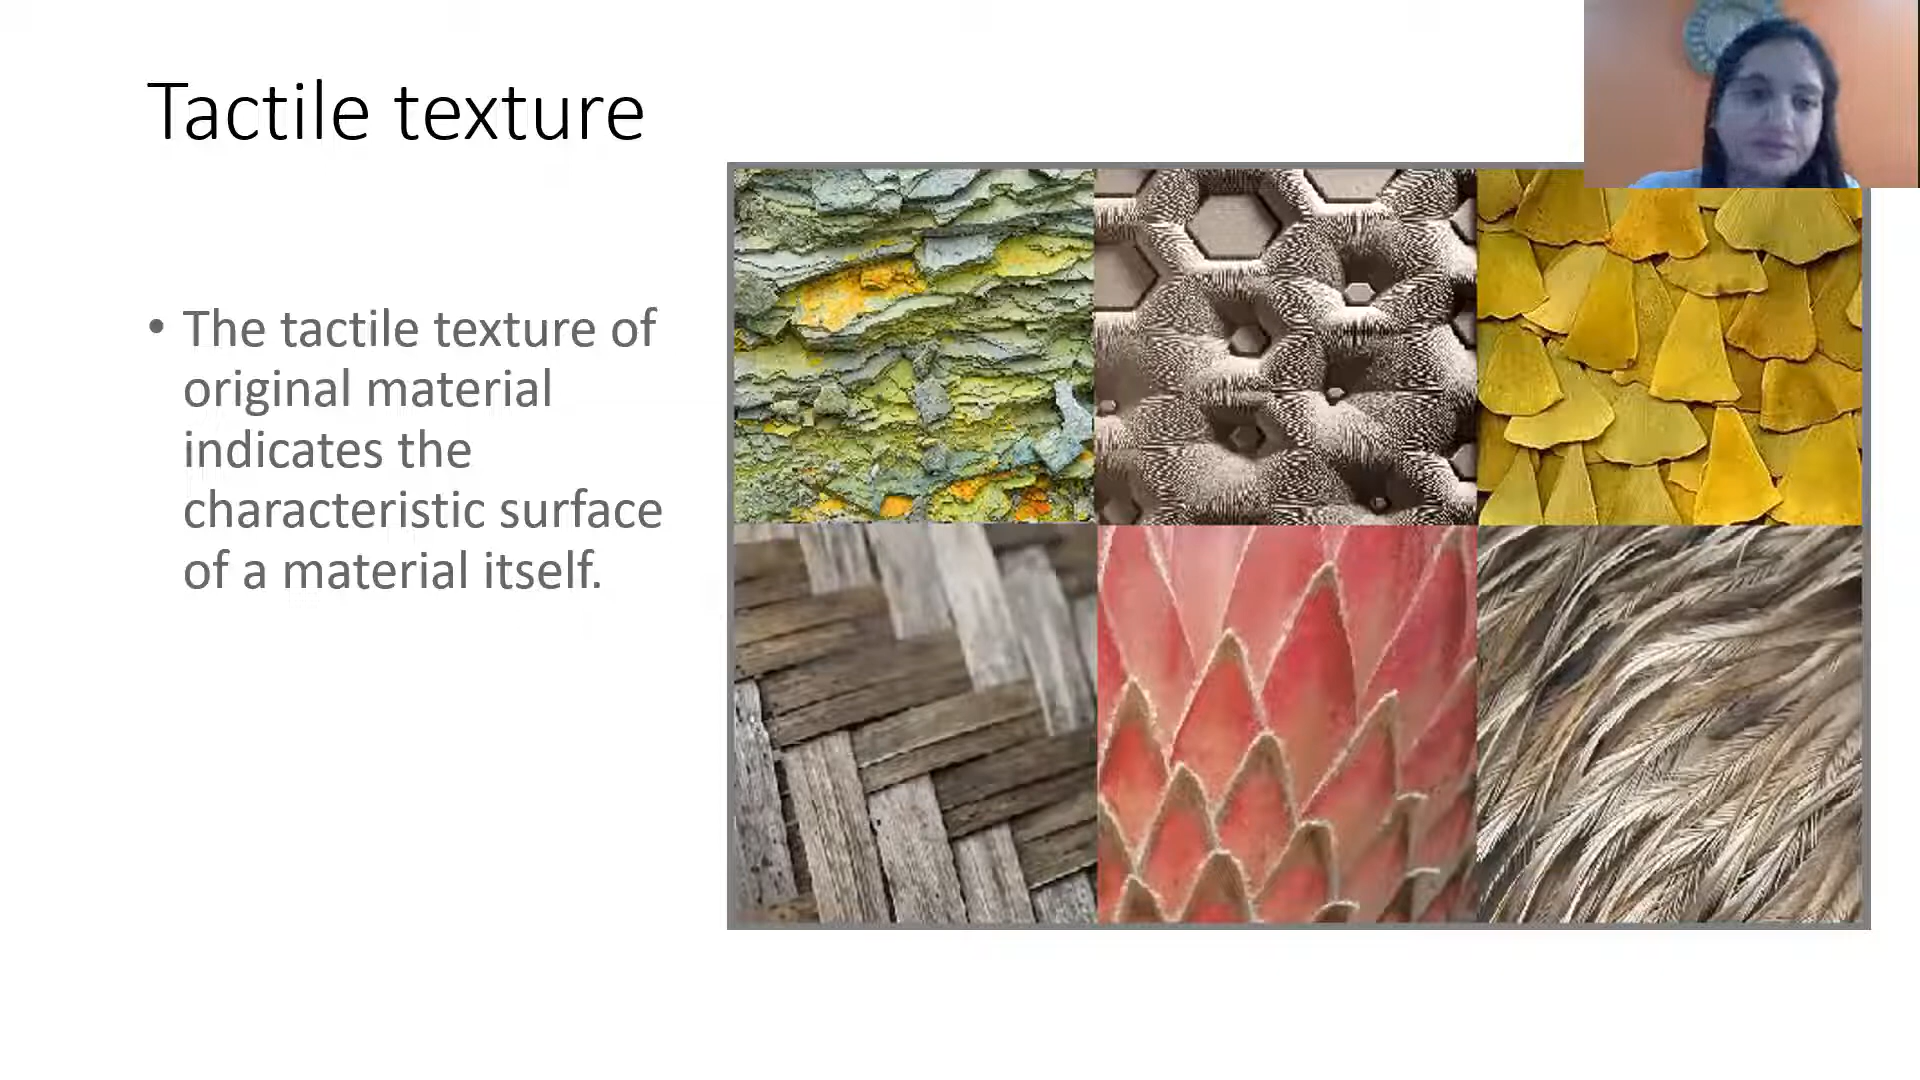 Tactile texture
• The tactile texture of
original material
indicates the
characteristic surface
of a material itself.